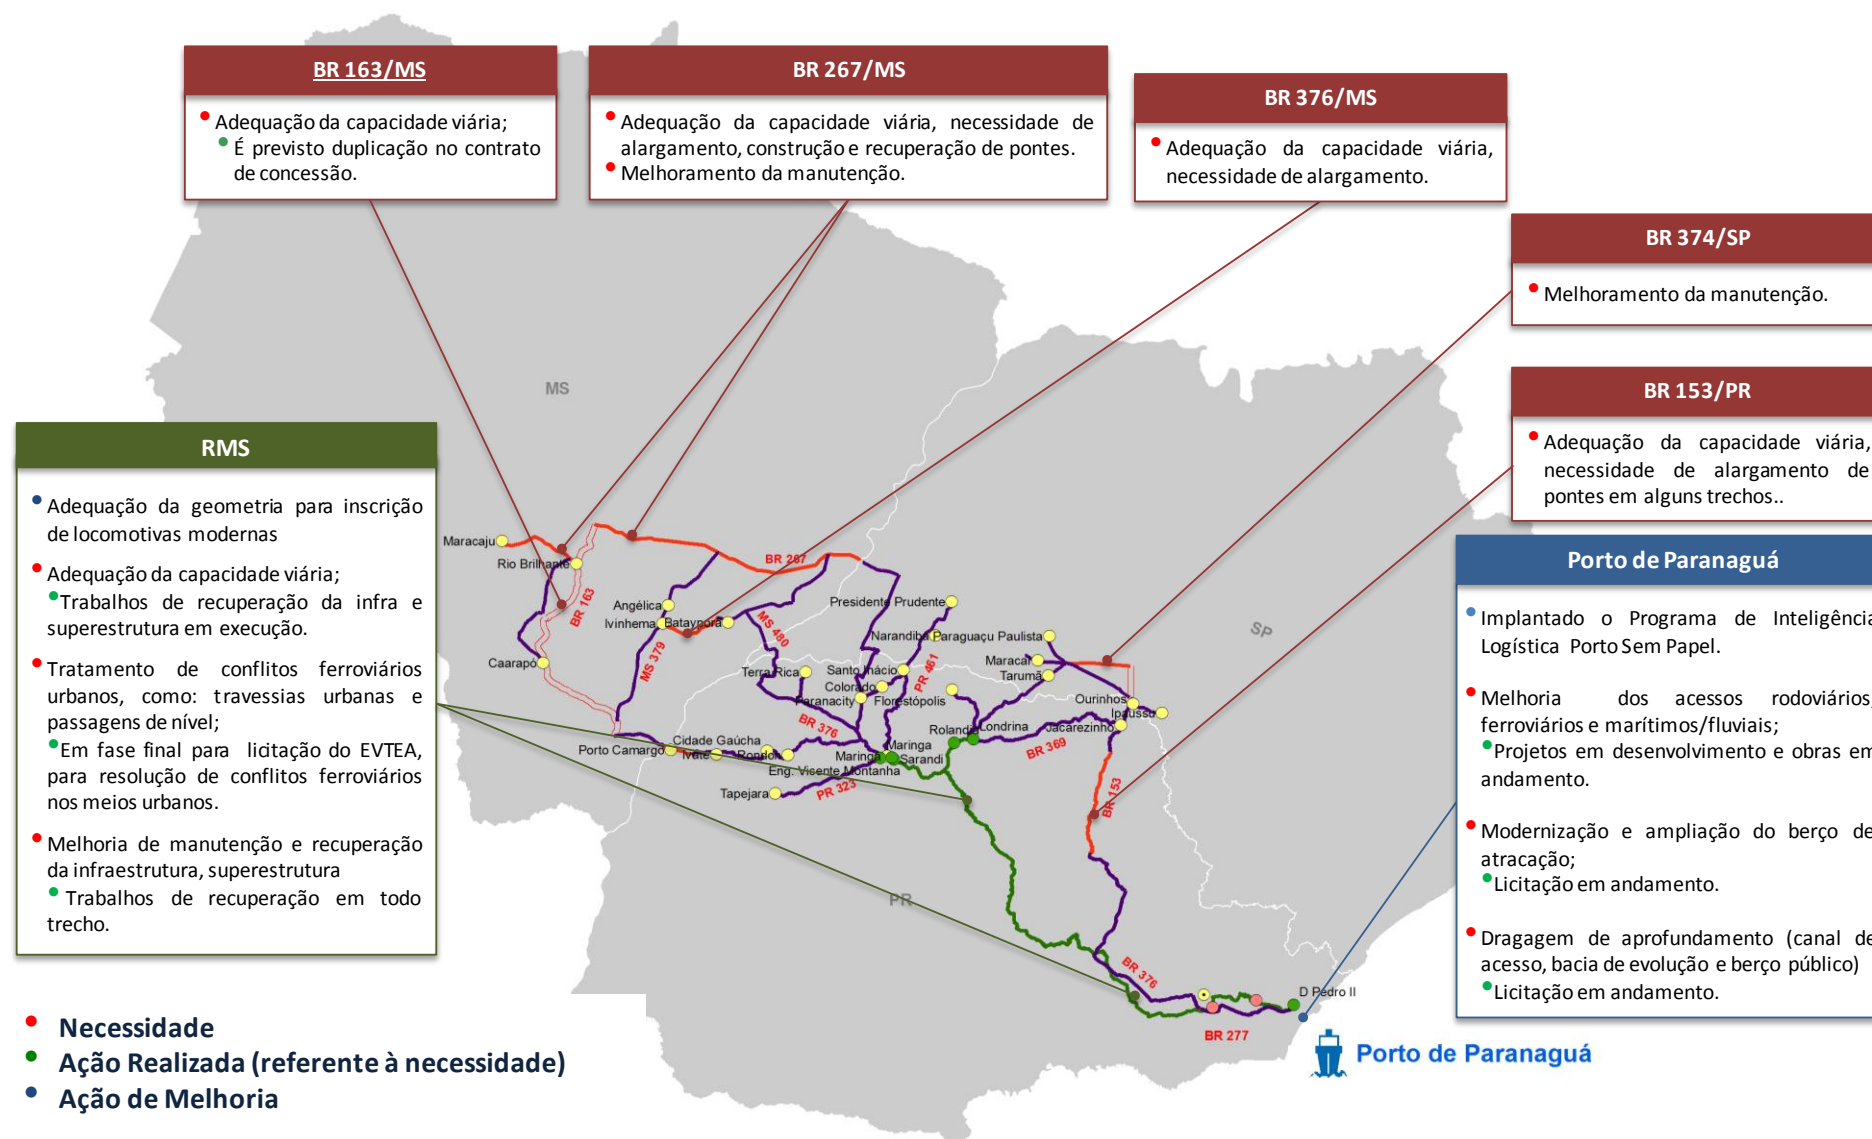 BR 163/MS
Adequação da capacidade viária;
É previsto duplicação no contrato
de concessão.
BR 267/MS
Adequação da capacidade viária, necessidade de
alargamento, construção e recuperação de pontes.
Melhoramento da manutenção.
BR 376/MS
Adequação da capacidade viária,
necessidade de alargamento.
BR 374/SP
Melhoramento da manutenção.
BR 153/PR
Adequação da capacidade viária,
necessidade de alargamento de
pontes em alguns trechos..
RMS
Adequação da geometria para inscrição
de locomotivas modernas
Adequação da capacidade viária;
Trabalhos de recuperação da infra e
superestrutura em execução.
Tratamento de conflitos ferroviários
urbanos, como: travessias urbanas e
passagens de nível;
Em fase final para licitação do EVTEA,
para resolução de conflitos ferroviários
nos meios urbanos.
Melhoria de manutenção e recuperação
da infraestrutura, superestrutura
Trabalhos de recuperação em todo
trecho.
Porto de Paranaguá
Implantado o Programa de Inteligência
Logística Porto Sem Papel.
Melhoria dos acessos rodoviários,
ferroviários e marítimos/fluviais;
Projetos em desenvolvimento e obras em
andamento.
Modernização e ampliação do berço de
atracação;
Licitação em andamento.
Dragagem de aprofundamento (canal de
acesso, bacia de evolução e berço público)
Licitação em andamento.
MS
SP
PR
Maracaju
Rio Brilhante
BR 163
BR 267
Angélica
Ivinhema
Batayporã
MS 480
MS 379
Caarapó
Presidente Prudente
Narandiba
Paraguaçu Paulista
Maracaí
Tarumã
Terra Rica
Santo Inácio
Colorado
PR 461
Paranacity
Florestópolis
Ourinhos
Ipaussu
Jacarezinho
Rolandia
Londrina
BR 369
BR 376
Porto Camargo
Cidade Gaúcha
Ivaté
Rondon
Eng. Vicente Montanha
Maringá
Maringa
Sarandi
Tapejara
PR 323
BR 153
BR 376
BR 277
D Pedro II
Porto de Paranaguá
Necessidade
Ação Realizada (referente à necessidade)
Ação de Melhoria